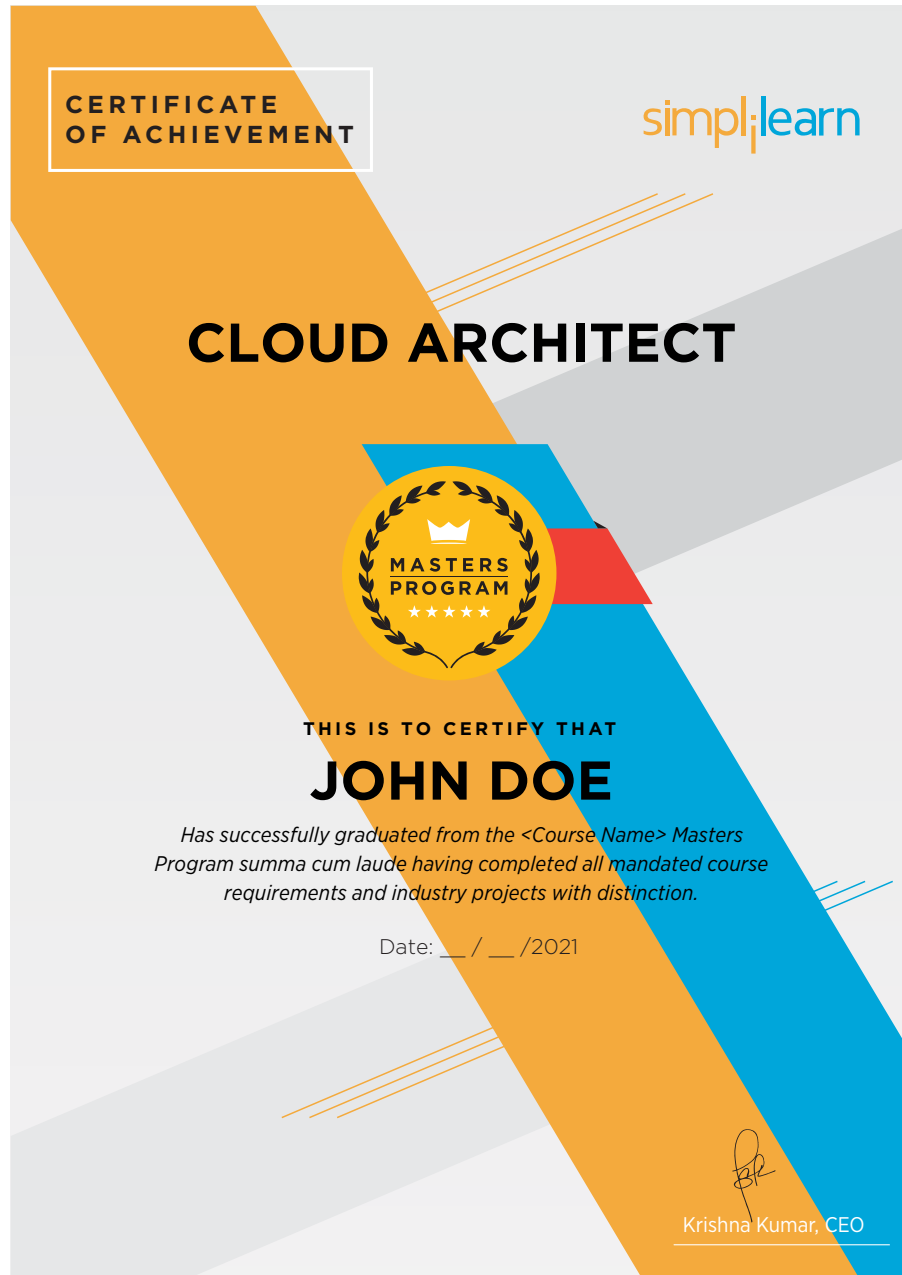 CERTIFICATE
OF ACHIEVEMENT
simplilearn
CLOUD ARCHITECT
MASTERS
PROGRAM
THIS IS TO CERTIFY THAT
JOHN DOE
Has successfully graduated from the <Course Name> Masters
Program summa cum laude having completed all mandated course
requirements and industry projects with distinction.
Date: __ / __ /2021
Krishna Kumar, CEO